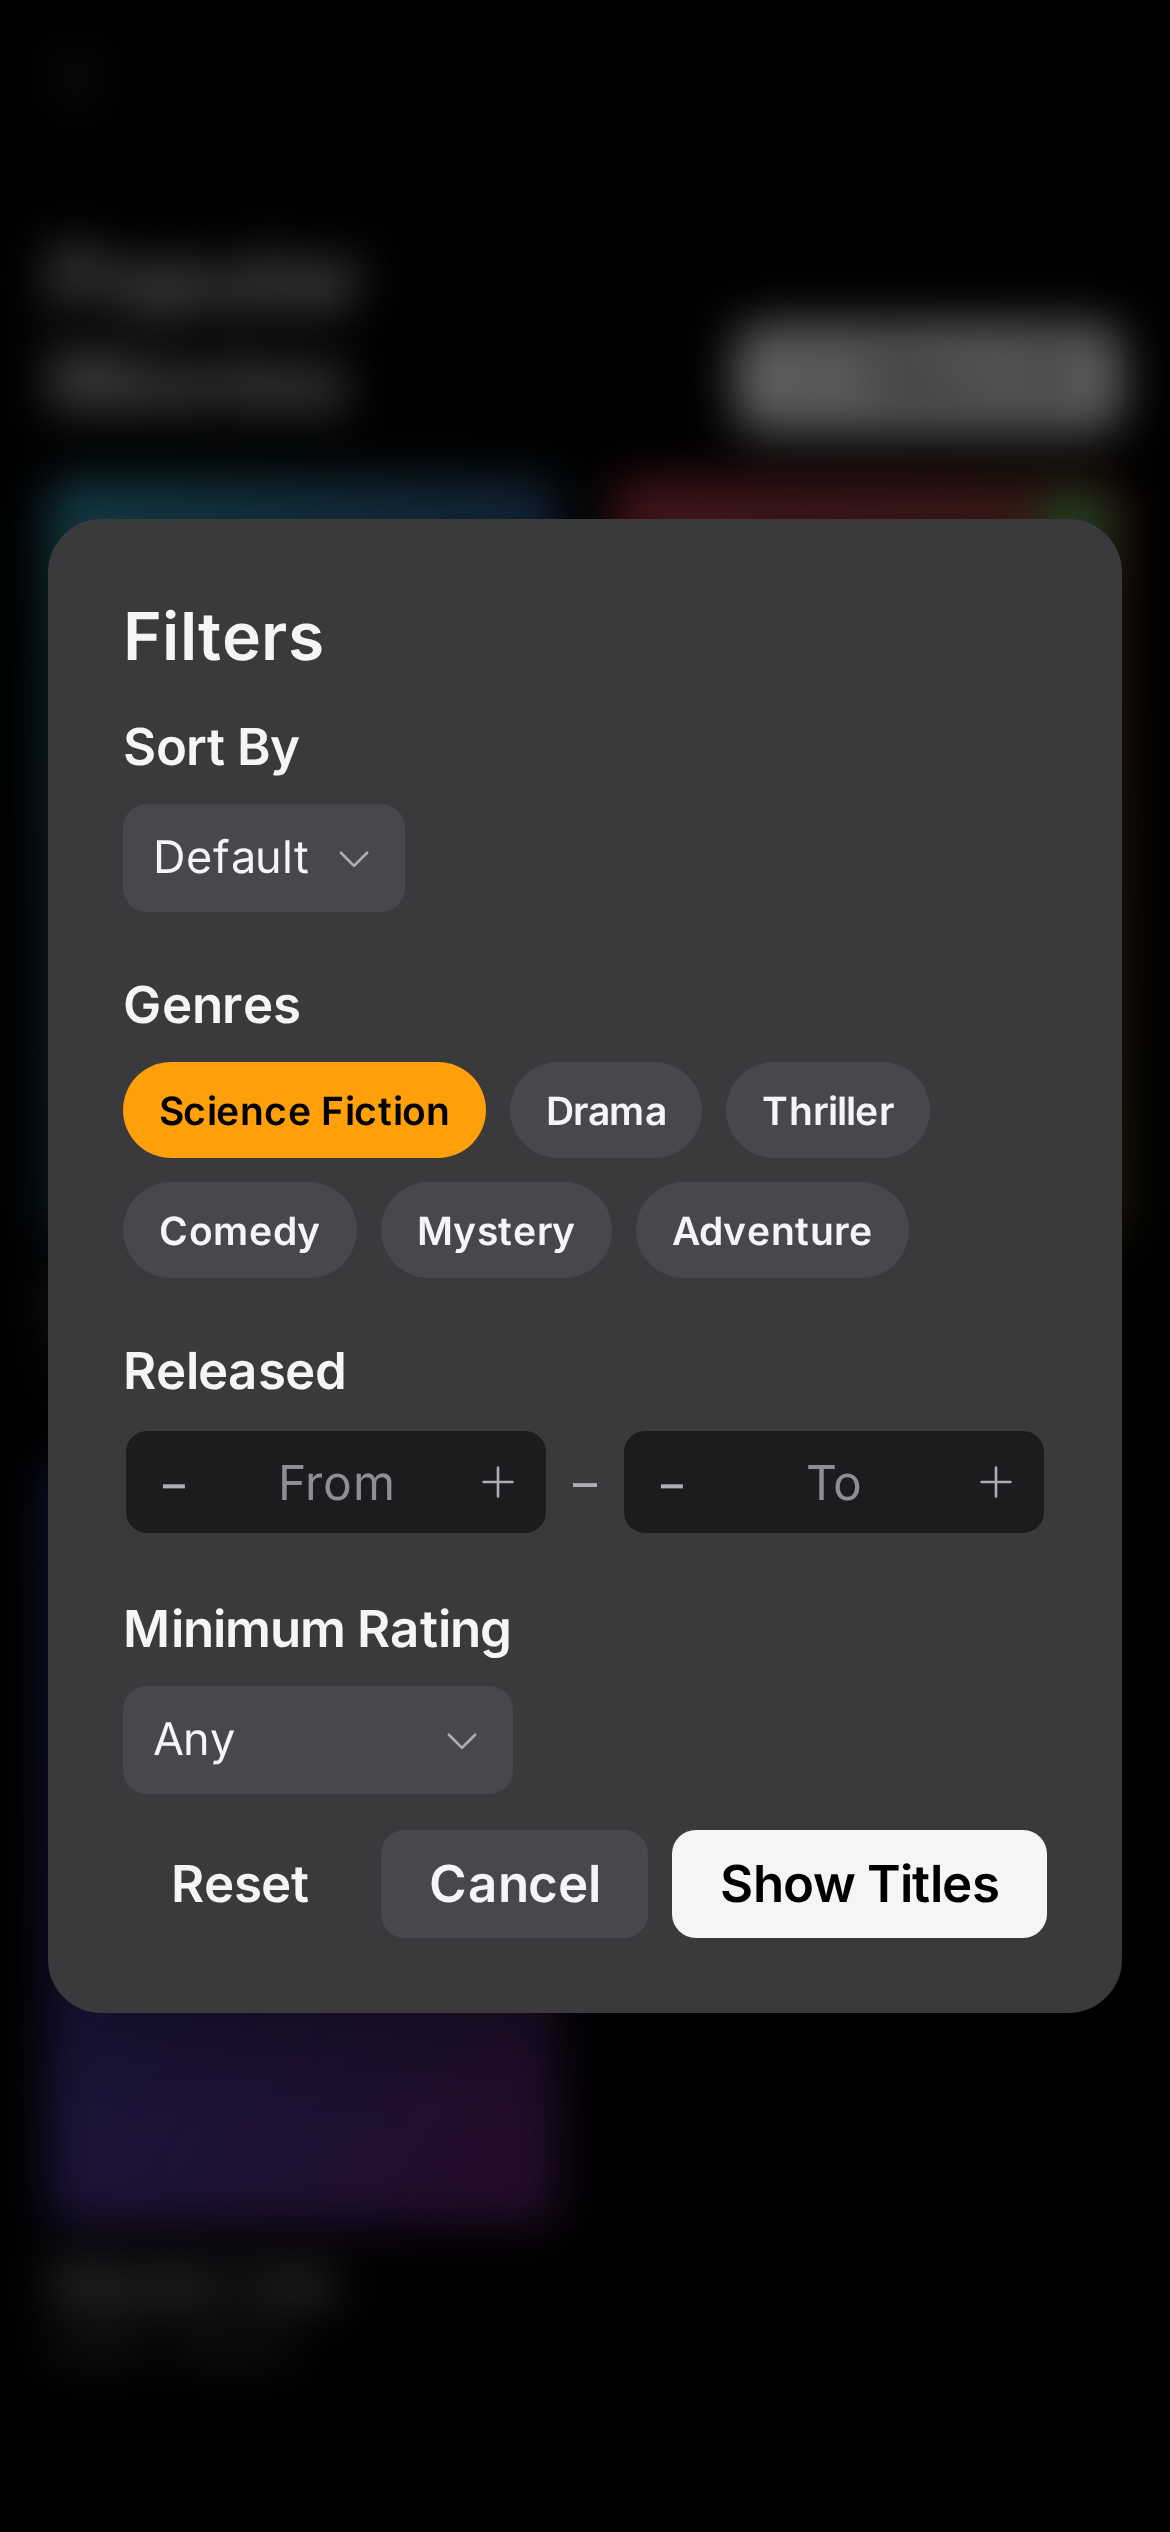 Filters
Sort By
Default
Genres
Science Fiction Drama Thriller
Comedy Mystery Adventure
Released
– From + – – To +
Minimum Rating
Any
Reset Cancel Show Titles